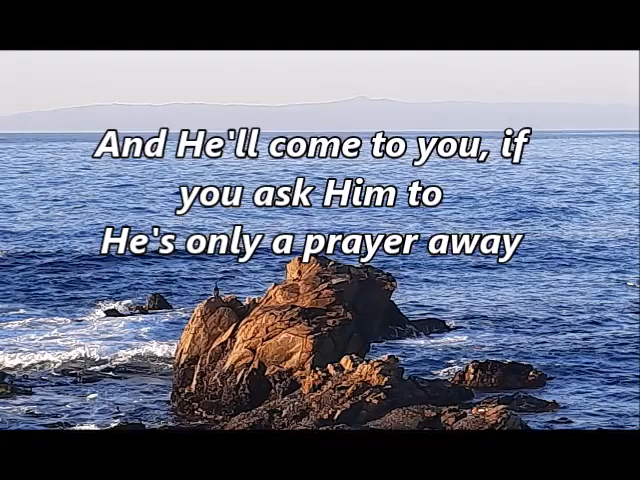 And He'll come to you, if
you ask Him to
He's only a prayer away